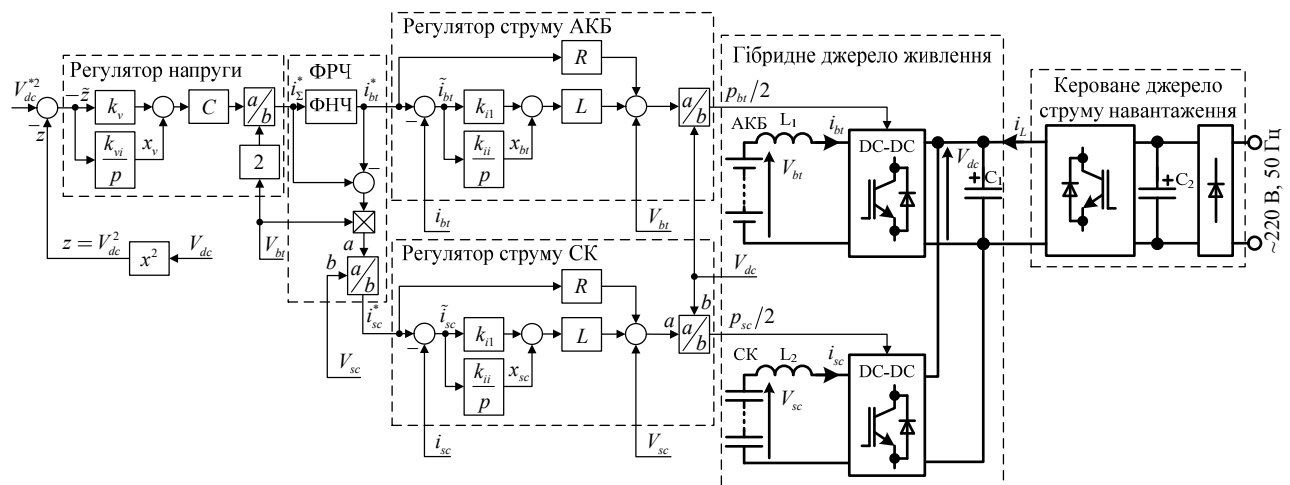 Регулятор напруги
V*2dc
−
−z̃
−z
kv
kvi
p
xv
C
a/b
2
z = V2dc
x2
Vdc
Vbt
ФРЧ
i*Σ
ФНЧ
i*bt
−
a
b
a/b
i*sc
Vsc
Регулятор струму АКБ
R
ĩbt
−
ki1
kii
p
xbt
L
a/b
ibt
Vbt
Регулятор струму СК
R
ĩsc
−
ki1
kii
p
xsc
L
a
b
a/b
isc
Vsc
Vdc
pbt/2
psc/2
Гібридне джерело живлення
АКБ
L1
ibt
Vbt
DC-DC
Vdc
+
C1
СК
L2
isc
Vsc
DC-DC
Кероване джерело
струму навантаження
iL
+
C2
~220 В, 50 Гц